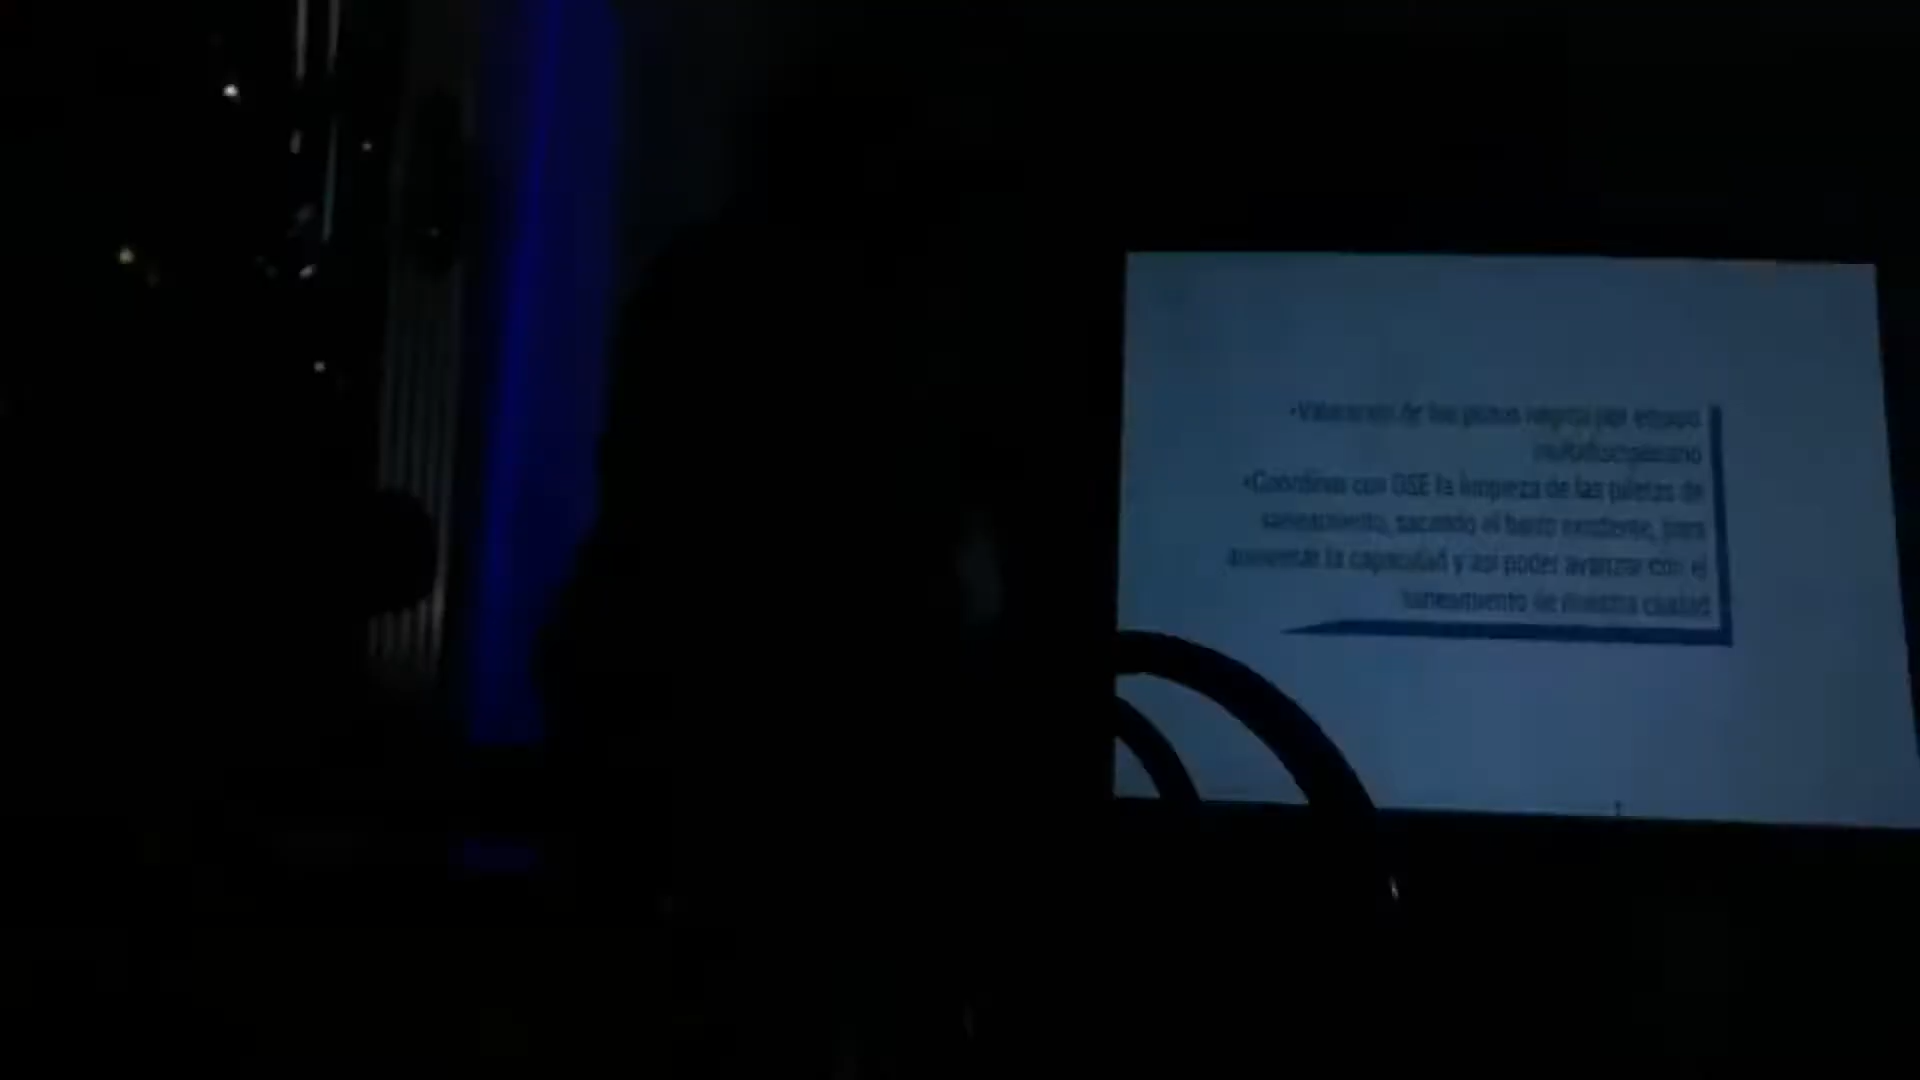 •Valoración de los pozos negros por equipo
multidisciplinario
•Coordinar con OSE la limpieza de las piletas de
saneamiento, sacando el barro existente, para
aumentar la capacidad y así poder avanzar con el
saneamiento de nuestra ciudad